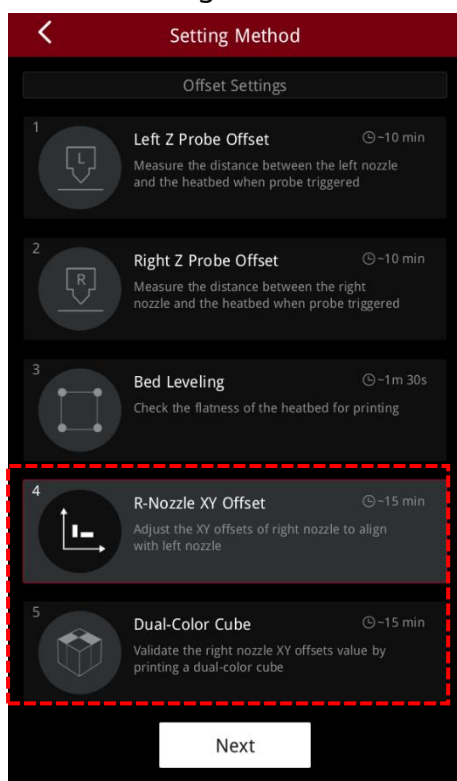 Setting Method
Offset Settings
1
Left Z Probe Offset
~10 min
Measure the distance between the left nozzle
and the heatbed when probe triggered
2
Right Z Probe Offset
~10 min
Measure the distance between the right
nozzle and the heatbed when probe triggered
3
Bed Leveling
~1m 30s
Check the flatness of the heatbed for printing
4
R-Nozzle XY Offset
~15 min
Adjust the XY offsets of right nozzle to align
with left nozzle
5
Dual-Color Cube
~15 min
Validate the right nozzle XY offsets value by
printing a dual-color cube
L
R
Next